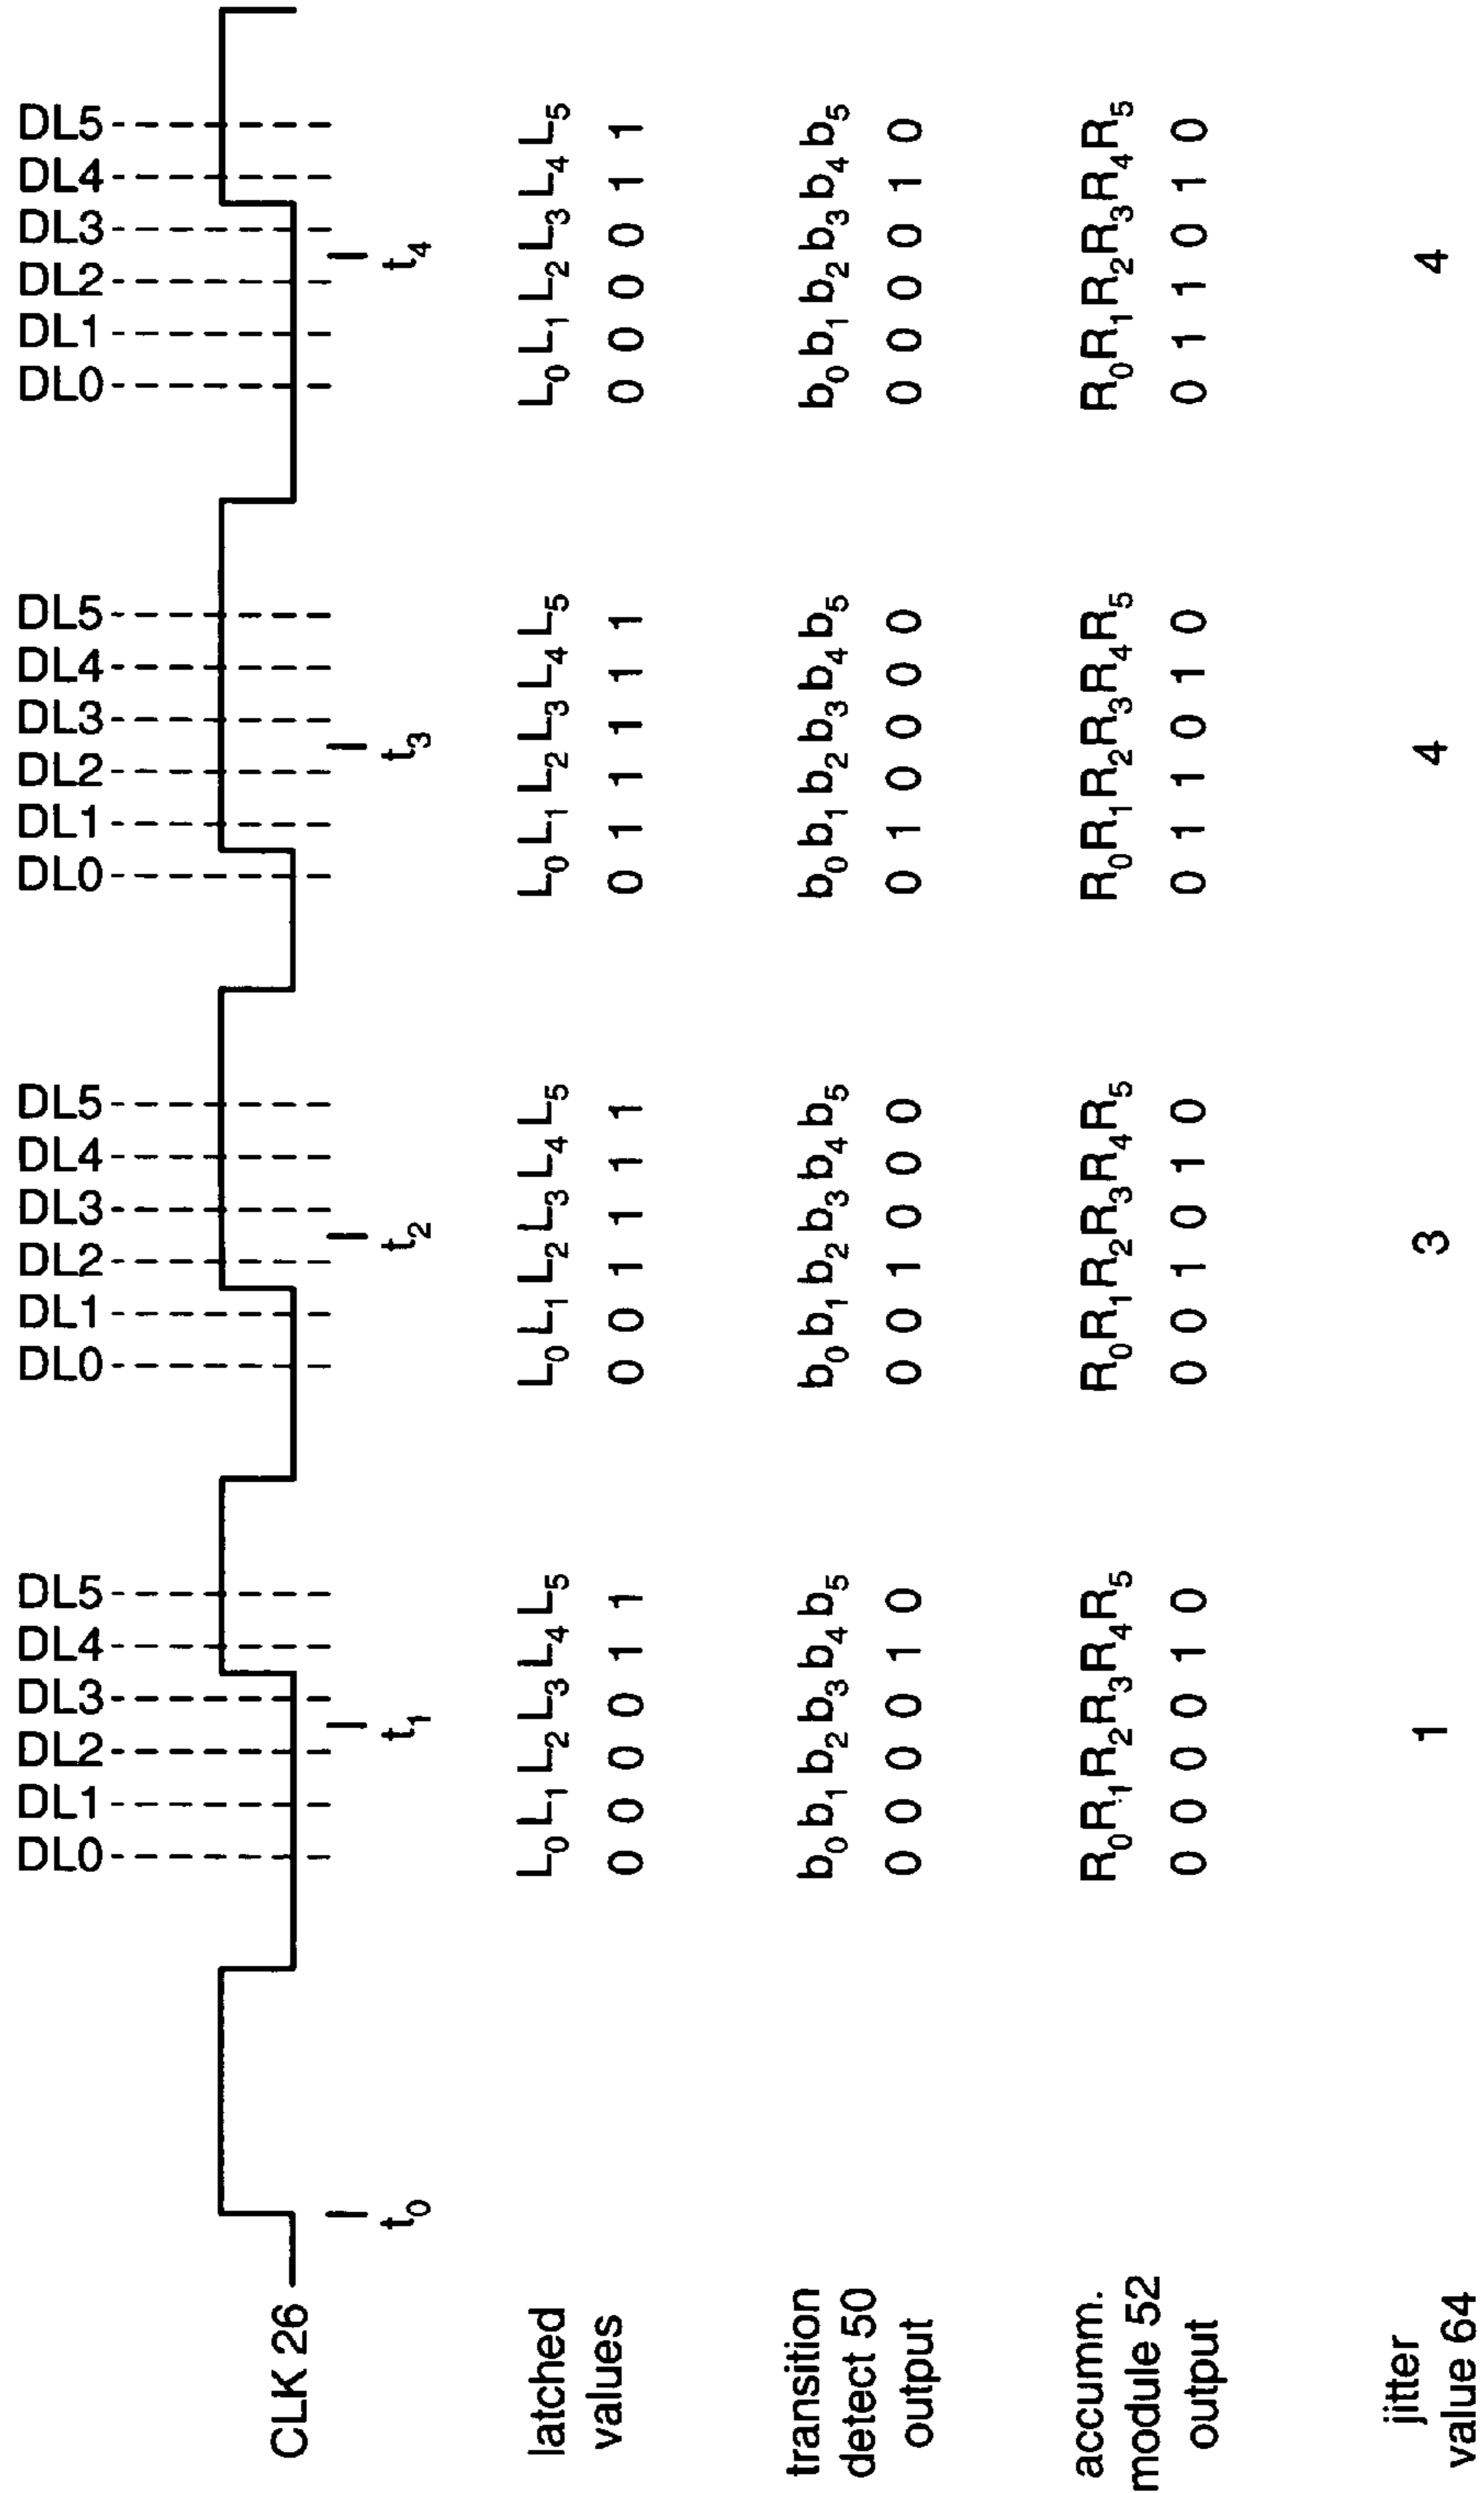 DL0 DL1 DL2 DL3 DL4 DL5 DL0 DL1 DL2 DL3 DL4 DL5 DL0 DL1 DL2 DL3 DL4 DL5 DL0 DL1 DL2 DL3 DL4 DL5
CLK 26
t0 t1 t2 t3 t4
latched
values
L0 L1 L2 L3 L4 L5 L0 L1 L2 L3 L4 L5 L0 L1 L2 L3 L4 L5 L0 L1 L2 L3 L4 L5
0 0 0 0 1 1 0 0 1 1 1 1 0 1 1 1 1 1 0 0 0 0 1 1
transition
detect 50
output
b0 b1 b2 b3 b4 b5 b0 b1 b2 b3 b4 b5 b0 b1 b2 b3 b4 b5 b0 b1 b2 b3 b4 b5
0 0 0 0 1 0 0 0 1 0 0 0 0 1 0 0 0 0 0 0 0 0 1 0
accumm.
module 52
output
R0 R1 R2 R3 R4 R5 R0 R1 R2 R3 R4 R5 R0 R1 R2 R3 R4 R5 R0 R1 R2 R3 R4 R5
0 0 0 0 1 0 0 0 1 0 1 0 0 1 1 0 1 0 0 1 1 0 1 0
jitter
value 64
1 3 4 4